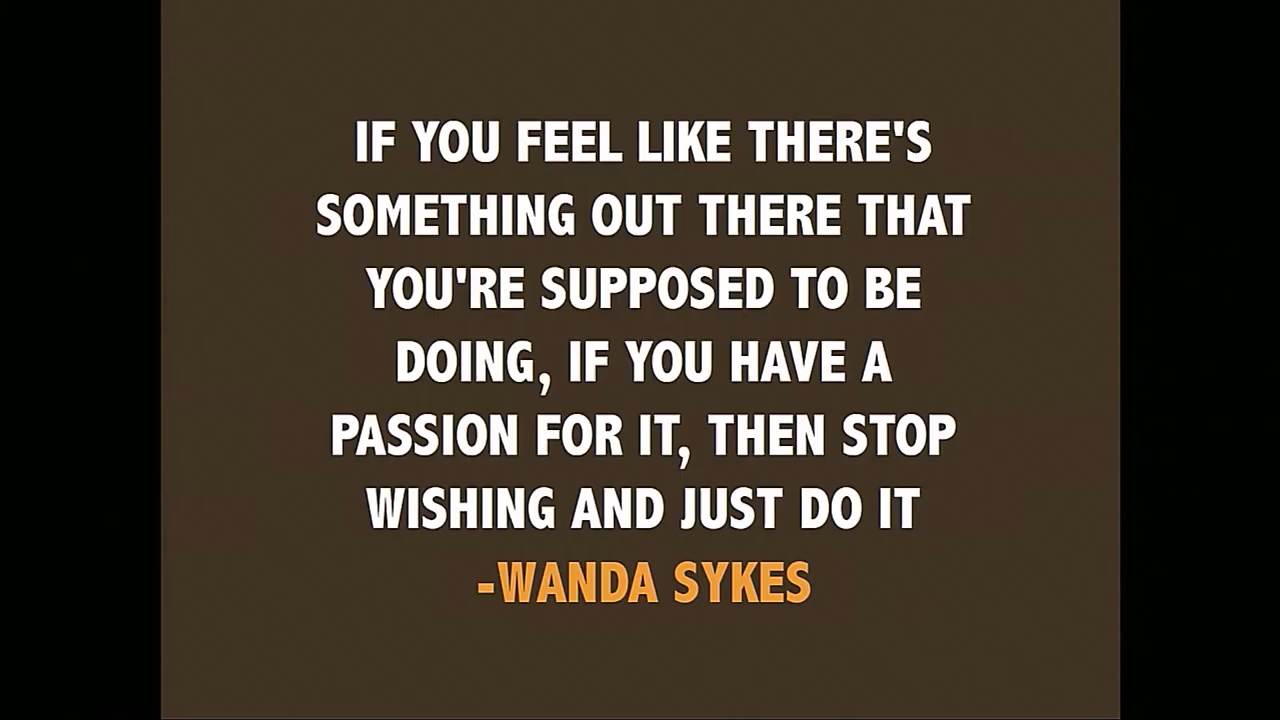 IF YOU FEEL LIKE THERE'S
SOMETHING OUT THERE THAT
YOU'RE SUPPOSED TO BE
DOING, IF YOU HAVE A
PASSION FOR IT, THEN STOP
WISHING AND JUST DO IT
-WANDA SYKES